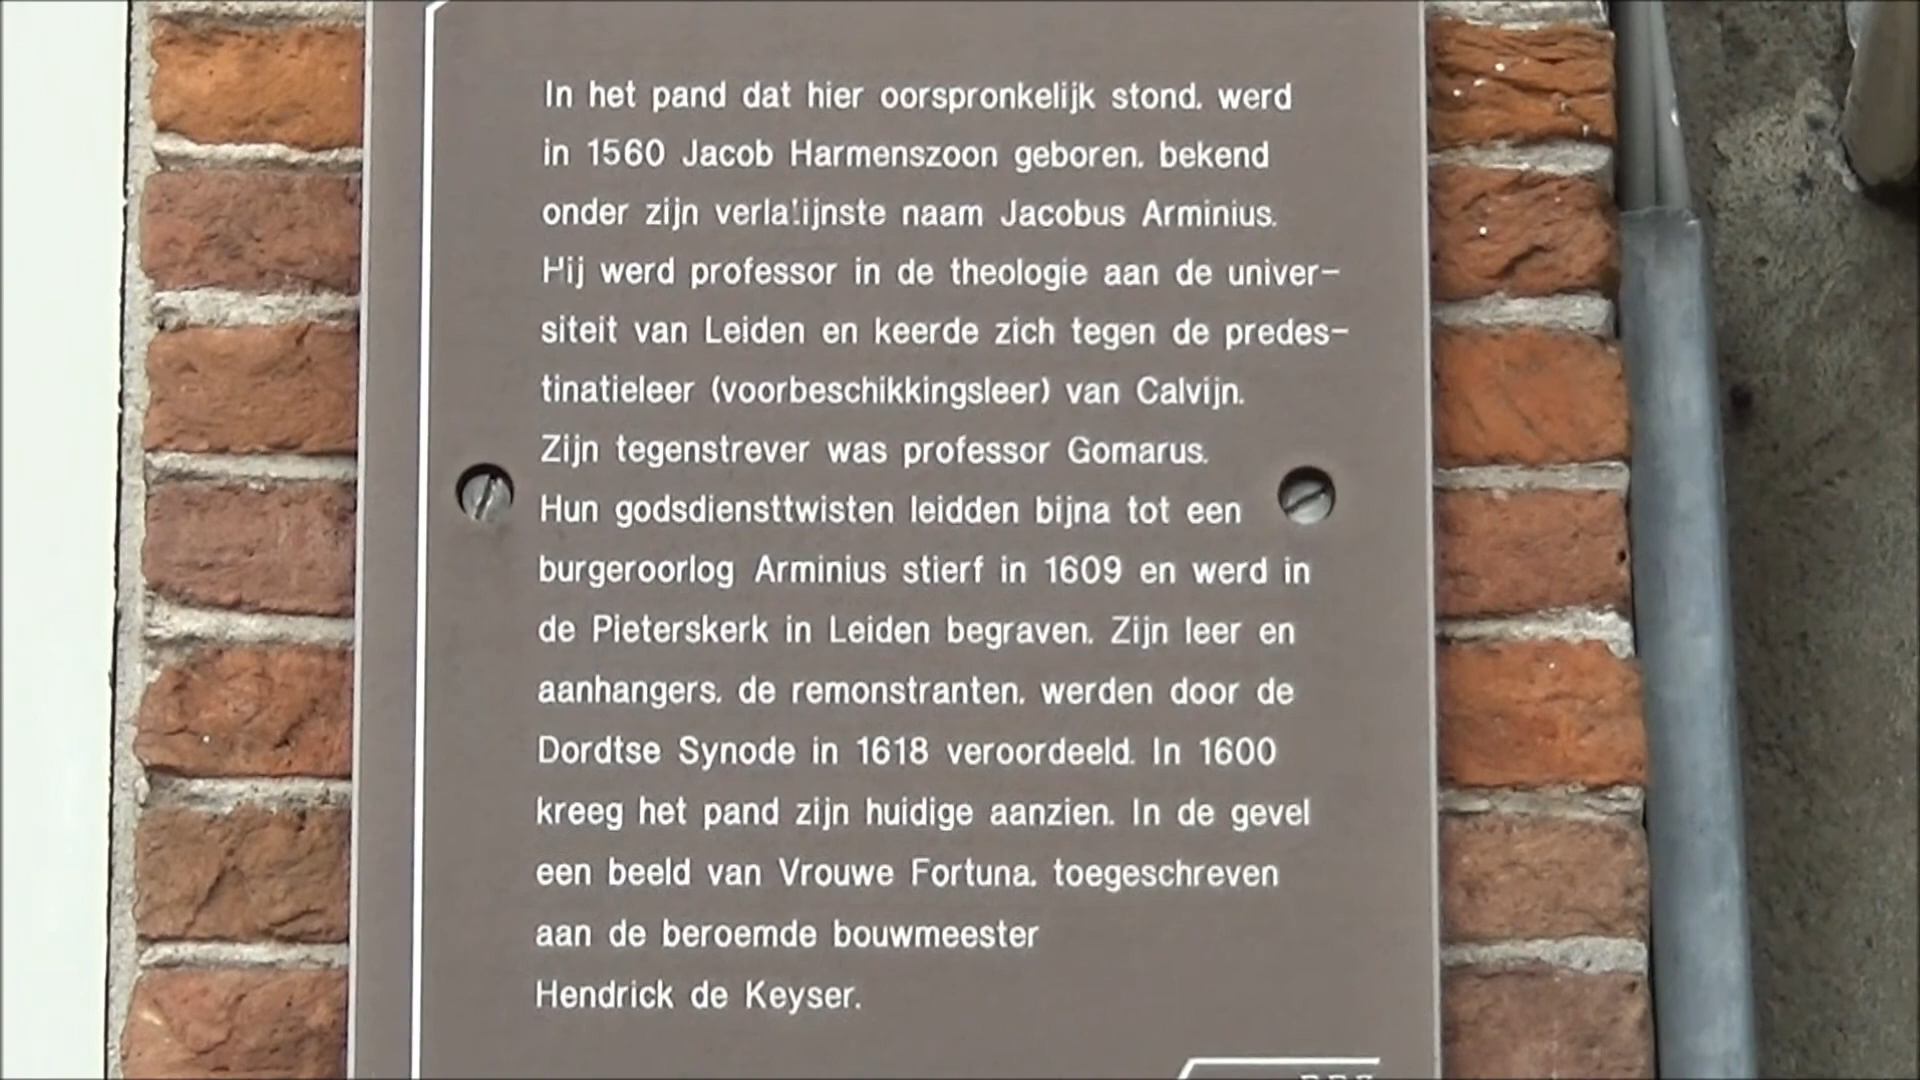 In het pand dat hier oorspronkelijk stond, werd
in 1560 Jacob Harmenszoon geboren, bekend
onder zijn verlatijnste naam Jacobus Arminius.
Hij werd professor in de theologie aan de univer-
siteit van Leiden en keerde zich tegen de predes-
tinatieleer (voorbeschikkingsleer) van Calvijn.
Zijn tegenstrever was professor Gomarus.
Hun godsdiensttwisten leidden bijna tot een
burgeroorlog Arminius stierf in 1609 en werd in
de Pieterskerk in Leiden begraven. Zijn leer en
aanhangers, de remonstranten, werden door de
Dordtse Synode in 1618 veroordeeld. In 1600
kreeg het pand zijn huidige aanzien. In de gevel
een beeld van Vrouwe Fortuna, toegeschreven
aan de beroemde bouwmeester
Hendrick de Keyser.